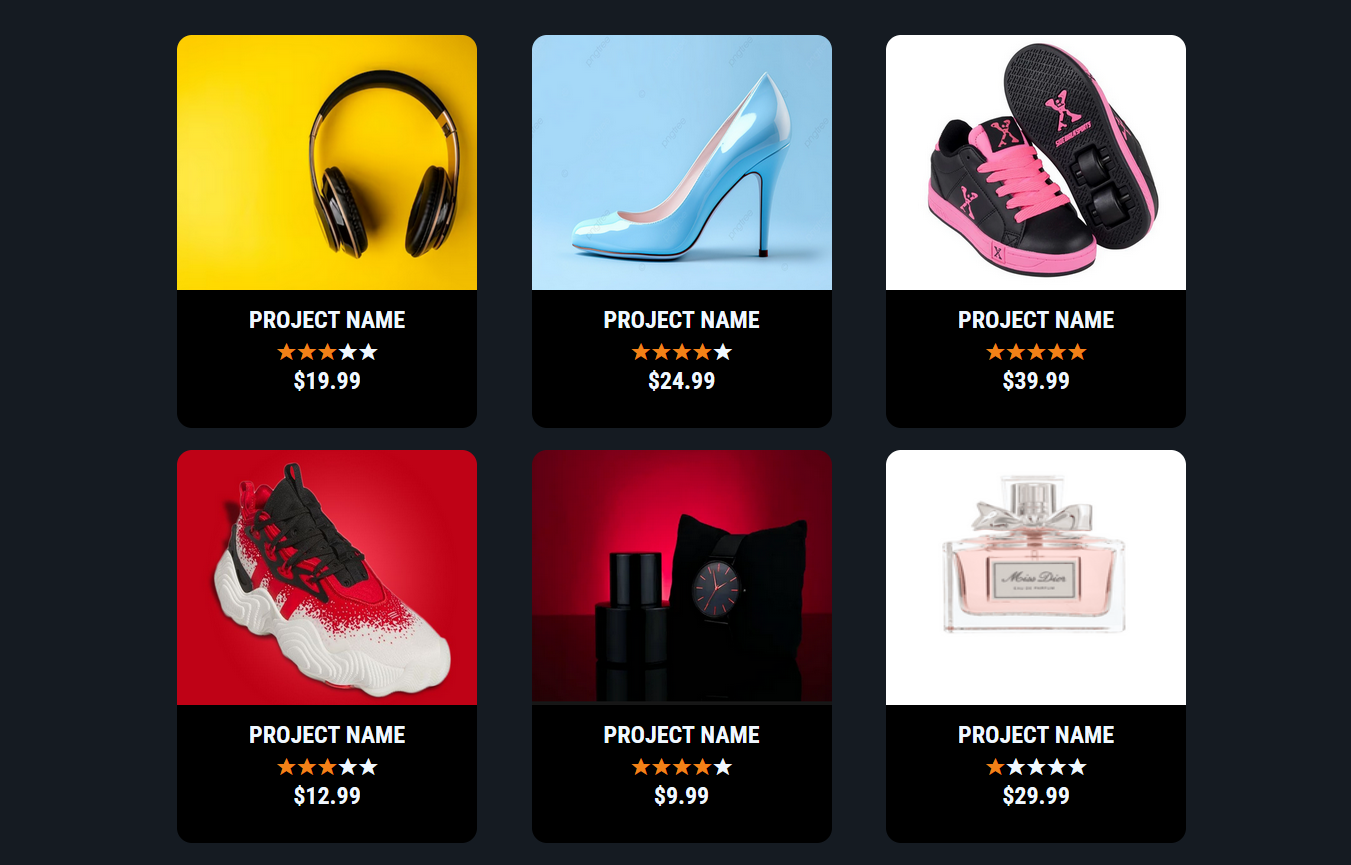 PROJECT NAME
$19.99
PROJECT NAME
$24.99
SIDEWALKSPORTS
X
PROJECT NAME
$39.99
PROJECT NAME
$12.99
PROJECT NAME
$9.99
Miss Dior
EAU DE PARFUM
PROJECT NAME
$29.99